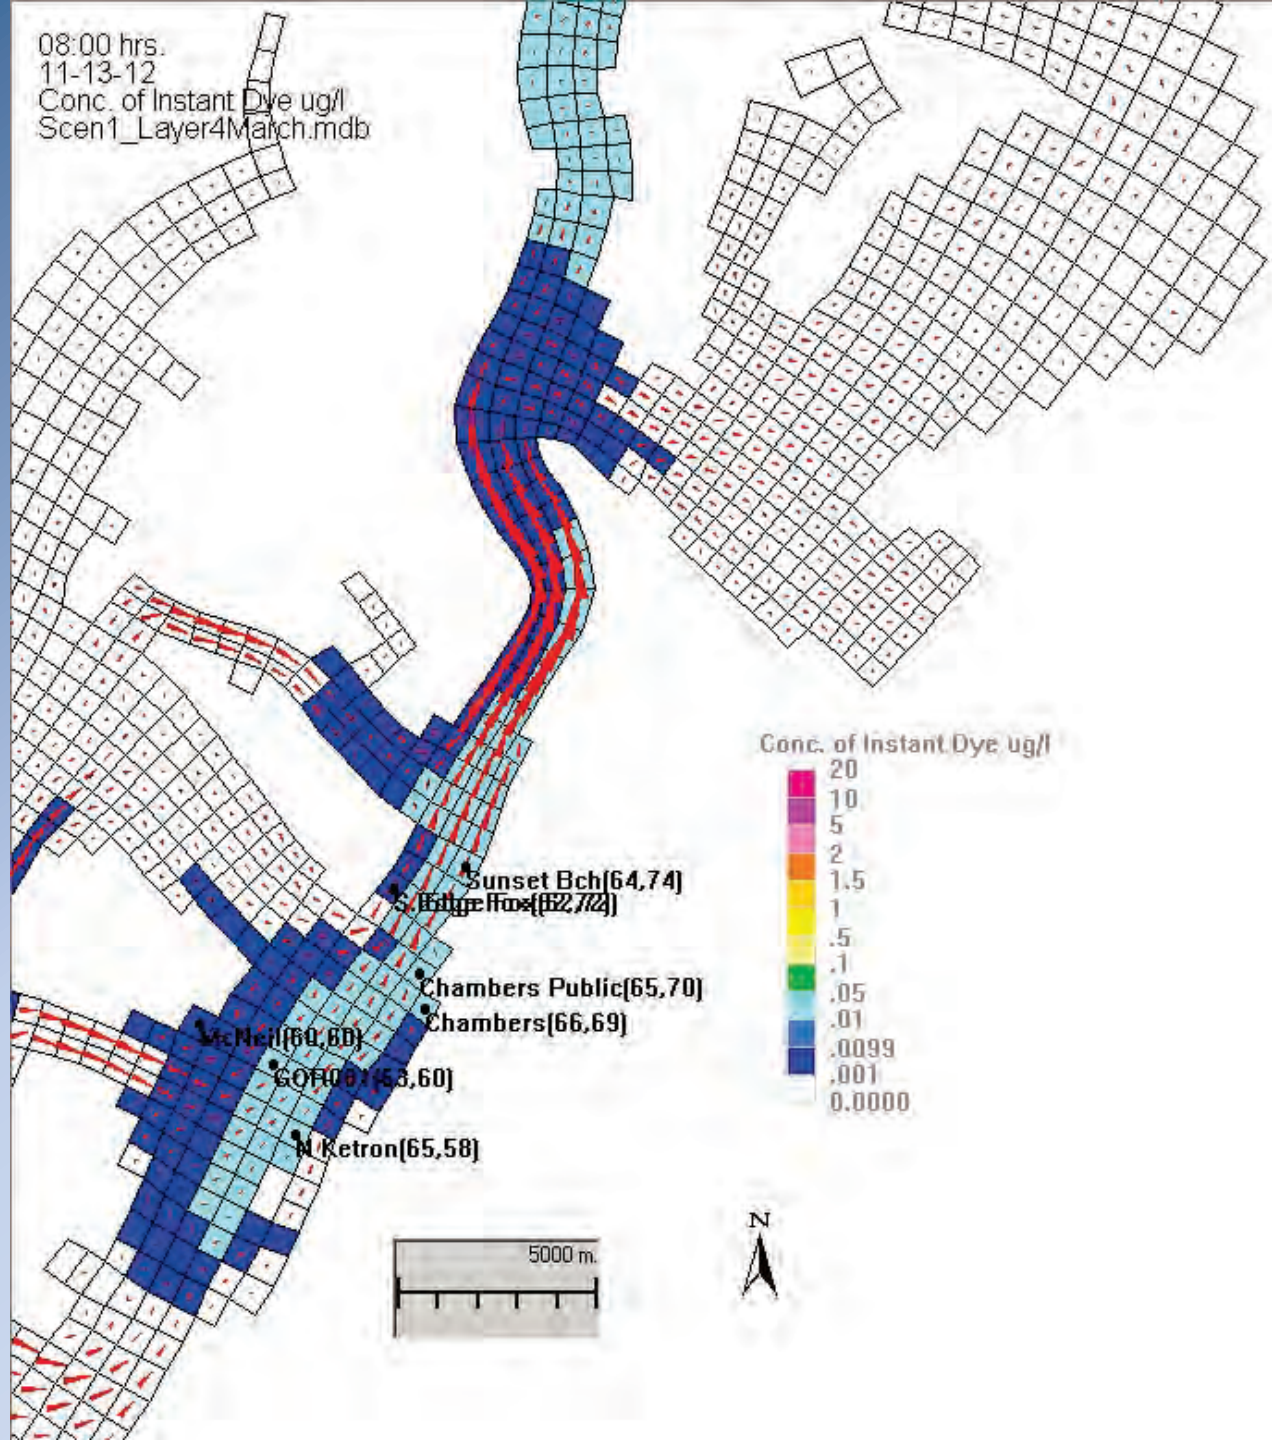 08:00 hrs.
11-13-12
Conc. of Instant Dye ug/l
Scen1_Layer4March.mdb
Conc. of Instant Dye ug/l
20
10
5
2
1.5
1
.5
.1
.05
.01
.0099
.001
0.0000
Sunset Bch(64,74)
Chambers Public(65,70)
Chambers(66,69)
McNeil(60,60)
(63,60)
N Ketron(65,58)
5000 m.
N